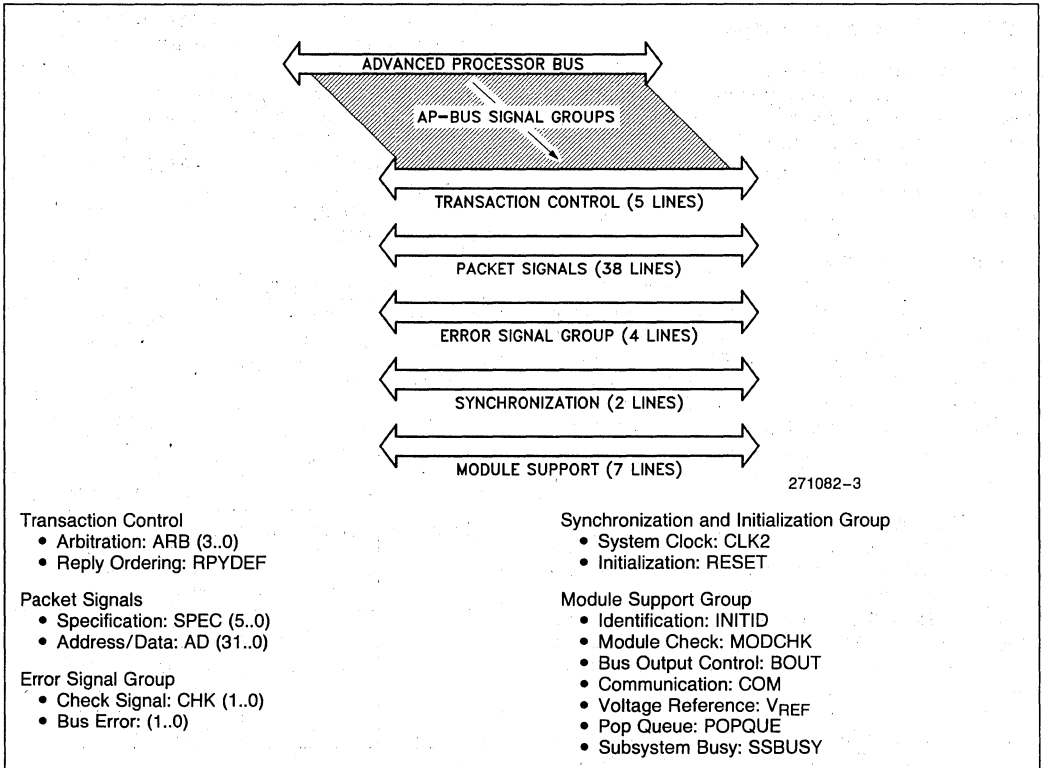 ADVANCED PROCESSOR BUS
AP-BUS SIGNAL GROUPS
TRANSACTION CONTROL (5 LINES)
PACKET SIGNALS (38 LINES)
ERROR SIGNAL GROUP (4 LINES)
SYNCHRONIZATION (2 LINES)
MODULE SUPPORT (7 LINES)
271082-3
Transaction Control
• Arbitration: ARB (3..0)
• Reply Ordering: RPYDEF
Packet Signals
• Specification: SPEC (5..0)
• Address/Data: AD (31..0)
Error Signal Group
• Check Signal: CHK (1..0)
• Bus Error: (1..0)
Synchronization and Initialization Group
• System Clock: CLK2
• Initialization: RESET
Module Support Group
• Identification: INITID
• Module Check: MODCHK
• Bus Output Control: BOUT
• Communication: COM
• Voltage Reference: VREF
• Pop Queue: POPQUE
• Subsystem Busy: SSBUSY